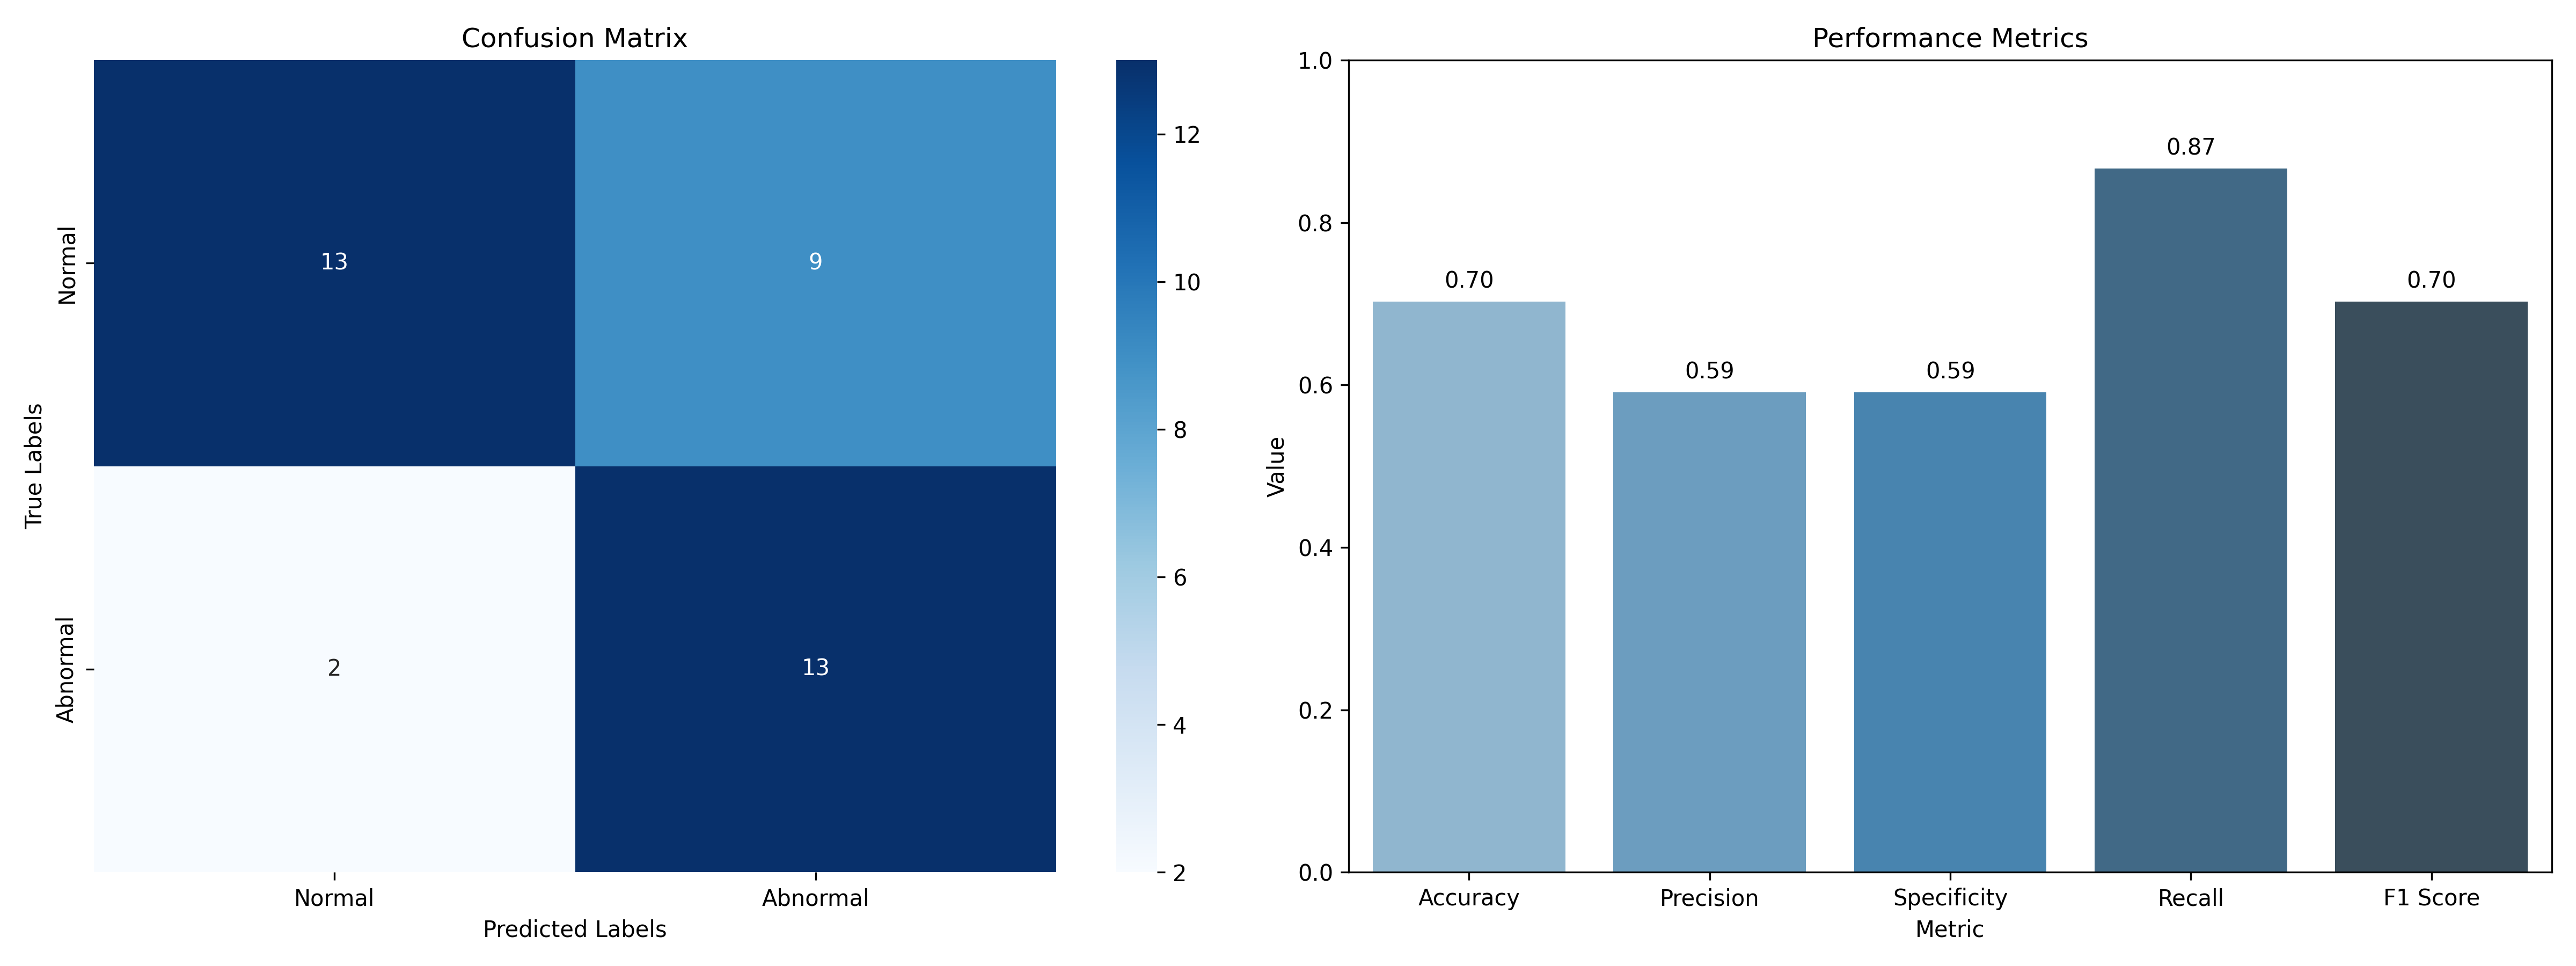 Confusion Matrix
True Labels
Normal
Abnormal
13
9
2
13
Normal
Abnormal
Predicted Labels
12
10
8
6
4
2
Performance Metrics
Value
1.0
0.8
0.6
0.4
0.2
0.0
0.70
0.59
0.59
0.87
0.70
Accuracy
Precision
Specificity
Recall
F1 Score
Metric